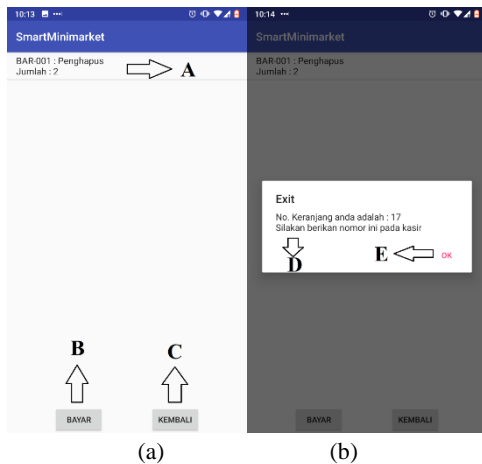 10:13
SmartMinimarket
BAR-001 : Penghapus
Jumlah : 2
A
B
C
BAYAR
KEMBALI
(a)
10:14
SmartMinimarket
BAR-001 : Penghapus
Jumlah : 2
Exit
No. Keranjang anda adalah : 17
Silakan berikan nomor ini pada kasir
D
E
OK
BAYAR
KEMBALI
(b)